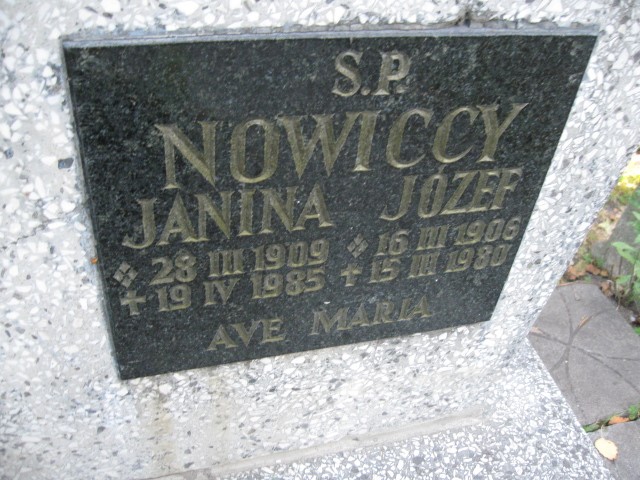 S.P.
NOWICCY
JANINA JÓZEF
28 III 1909 16 III 1906
✝ 19 IV 1985 ✝ 15 III 1980
AVE MARIA